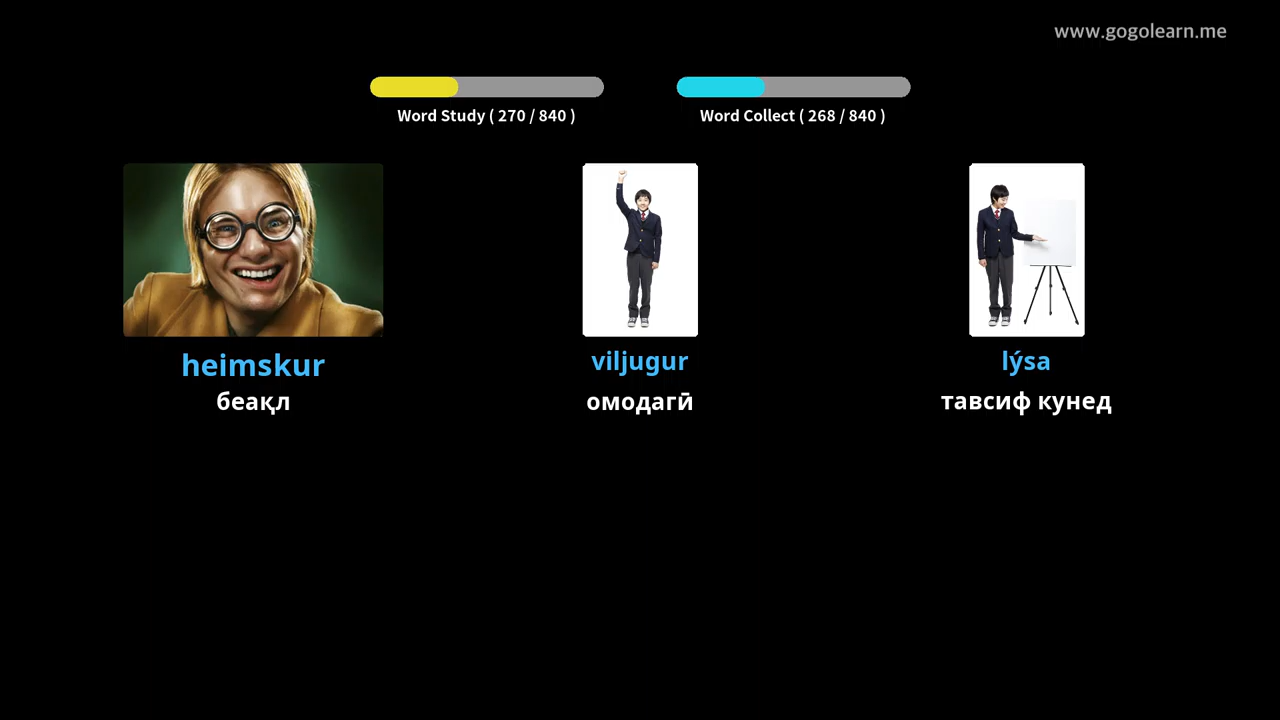 www.gogolearn.me
Word Study ( 270 / 840 )
Word Collect ( 268 / 840 )
heimskur
viljugur
lýsa
беақл
омодагӣ
тавсиф кунед